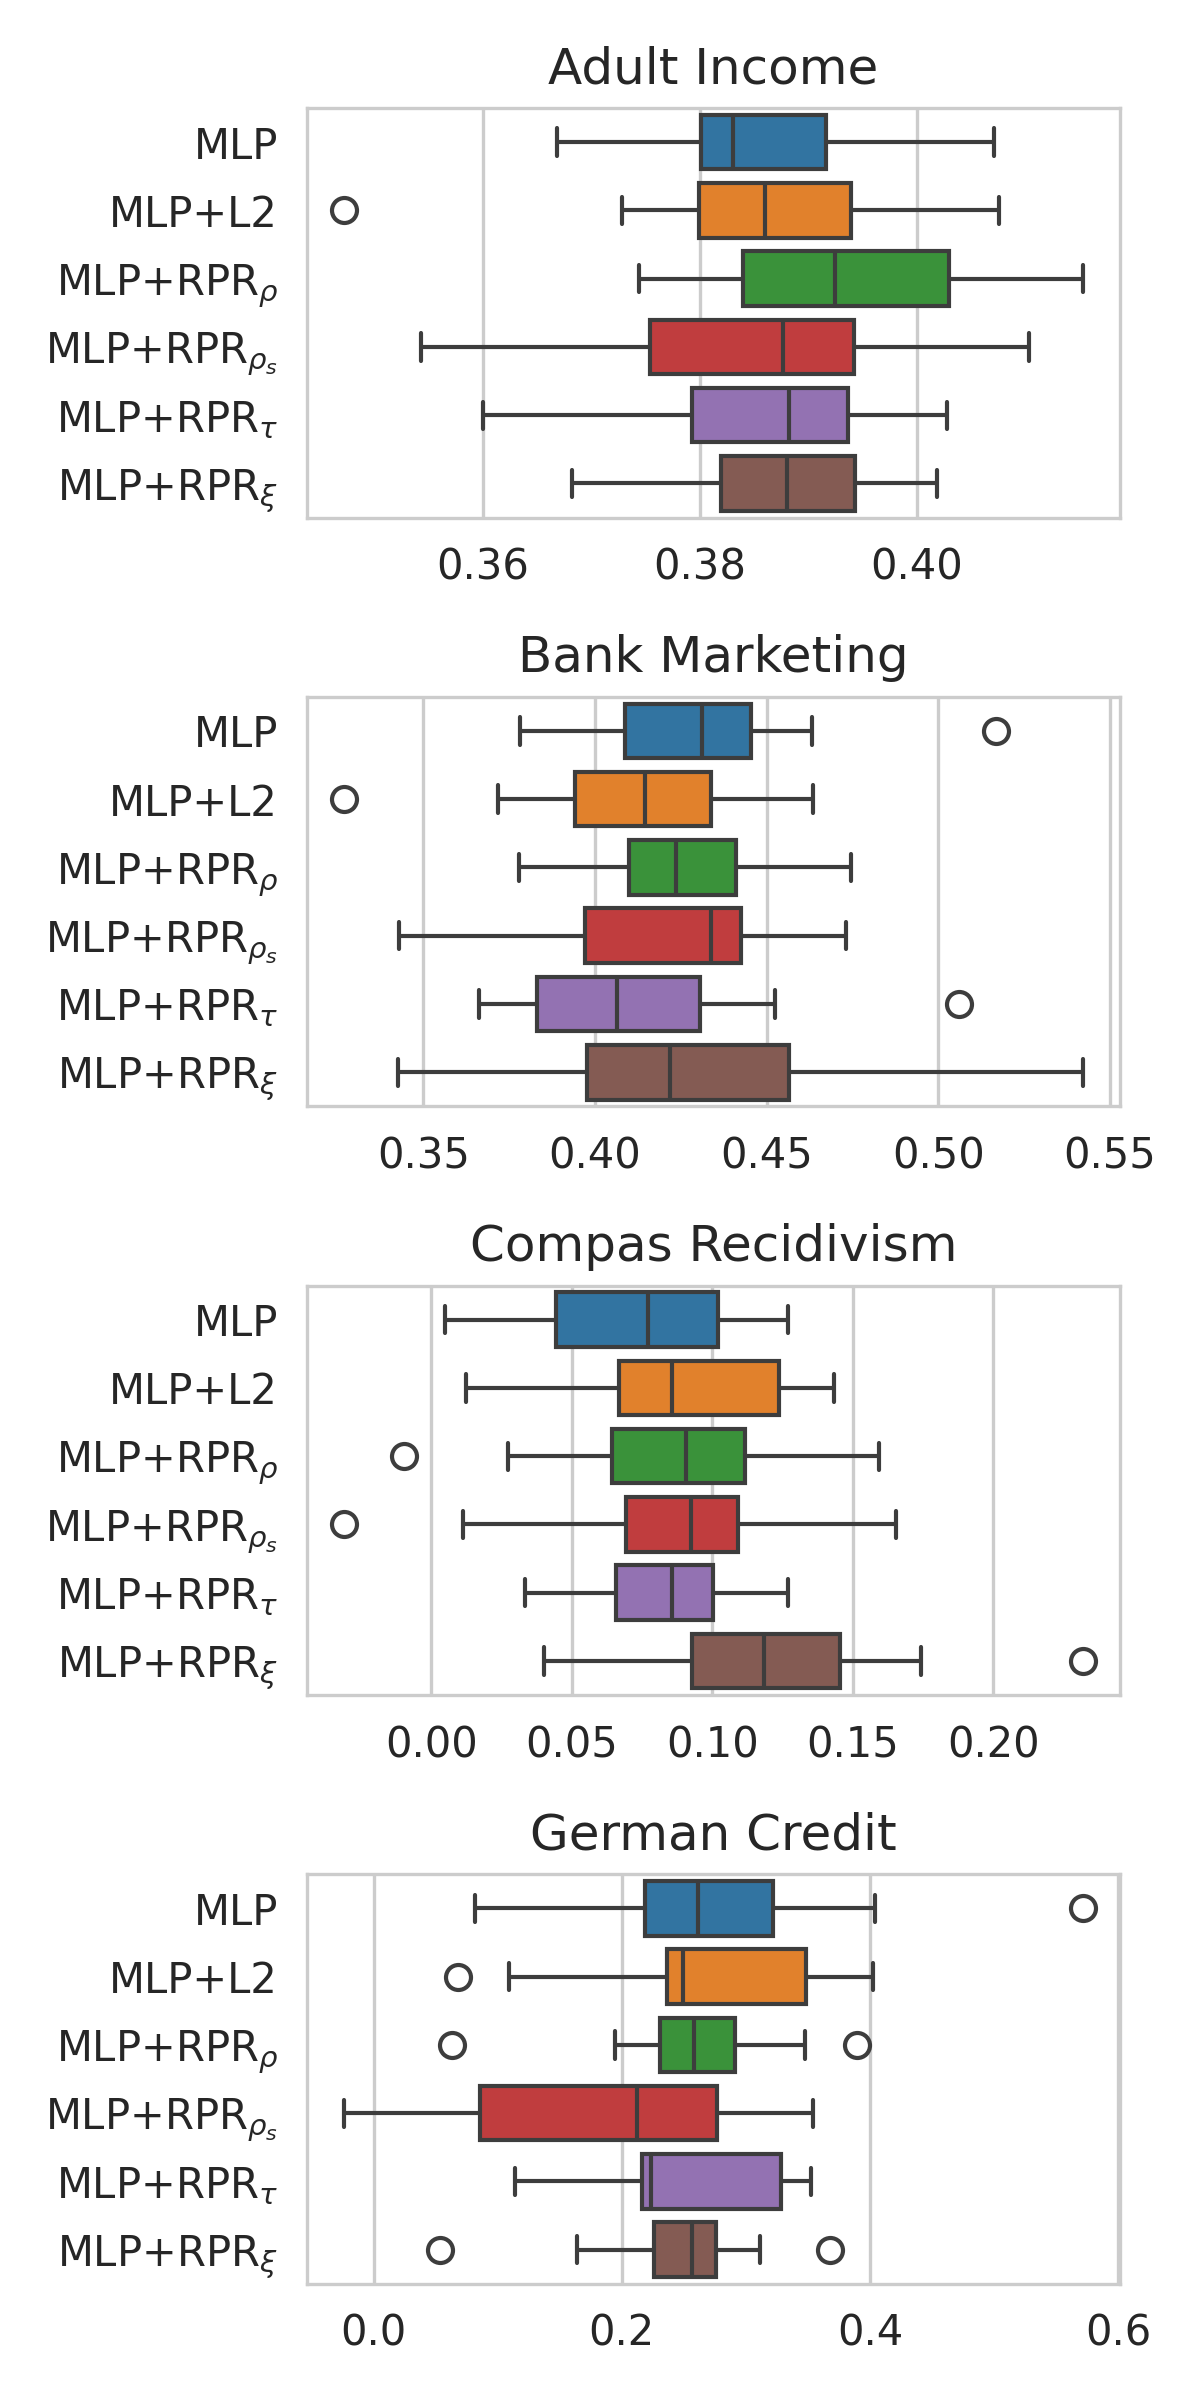 Adult Income
MLP
MLP+L2
MLP+RPRρ
MLP+RPRρs
MLP+RPRτ
MLP+RPRξ
0.36 0.38 0.40
Bank Marketing
MLP
MLP+L2
MLP+RPRρ
MLP+RPRρs
MLP+RPRτ
MLP+RPRξ
0.35 0.40 0.45 0.50 0.55
Compas Recidivism
MLP
MLP+L2
MLP+RPRρ
MLP+RPRρs
MLP+RPRτ
MLP+RPRξ
0.00 0.05 0.10 0.15 0.20
German Credit
MLP
MLP+L2
MLP+RPRρ
MLP+RPRρs
MLP+RPRτ
MLP+RPRξ
0.0 0.2 0.4 0.6